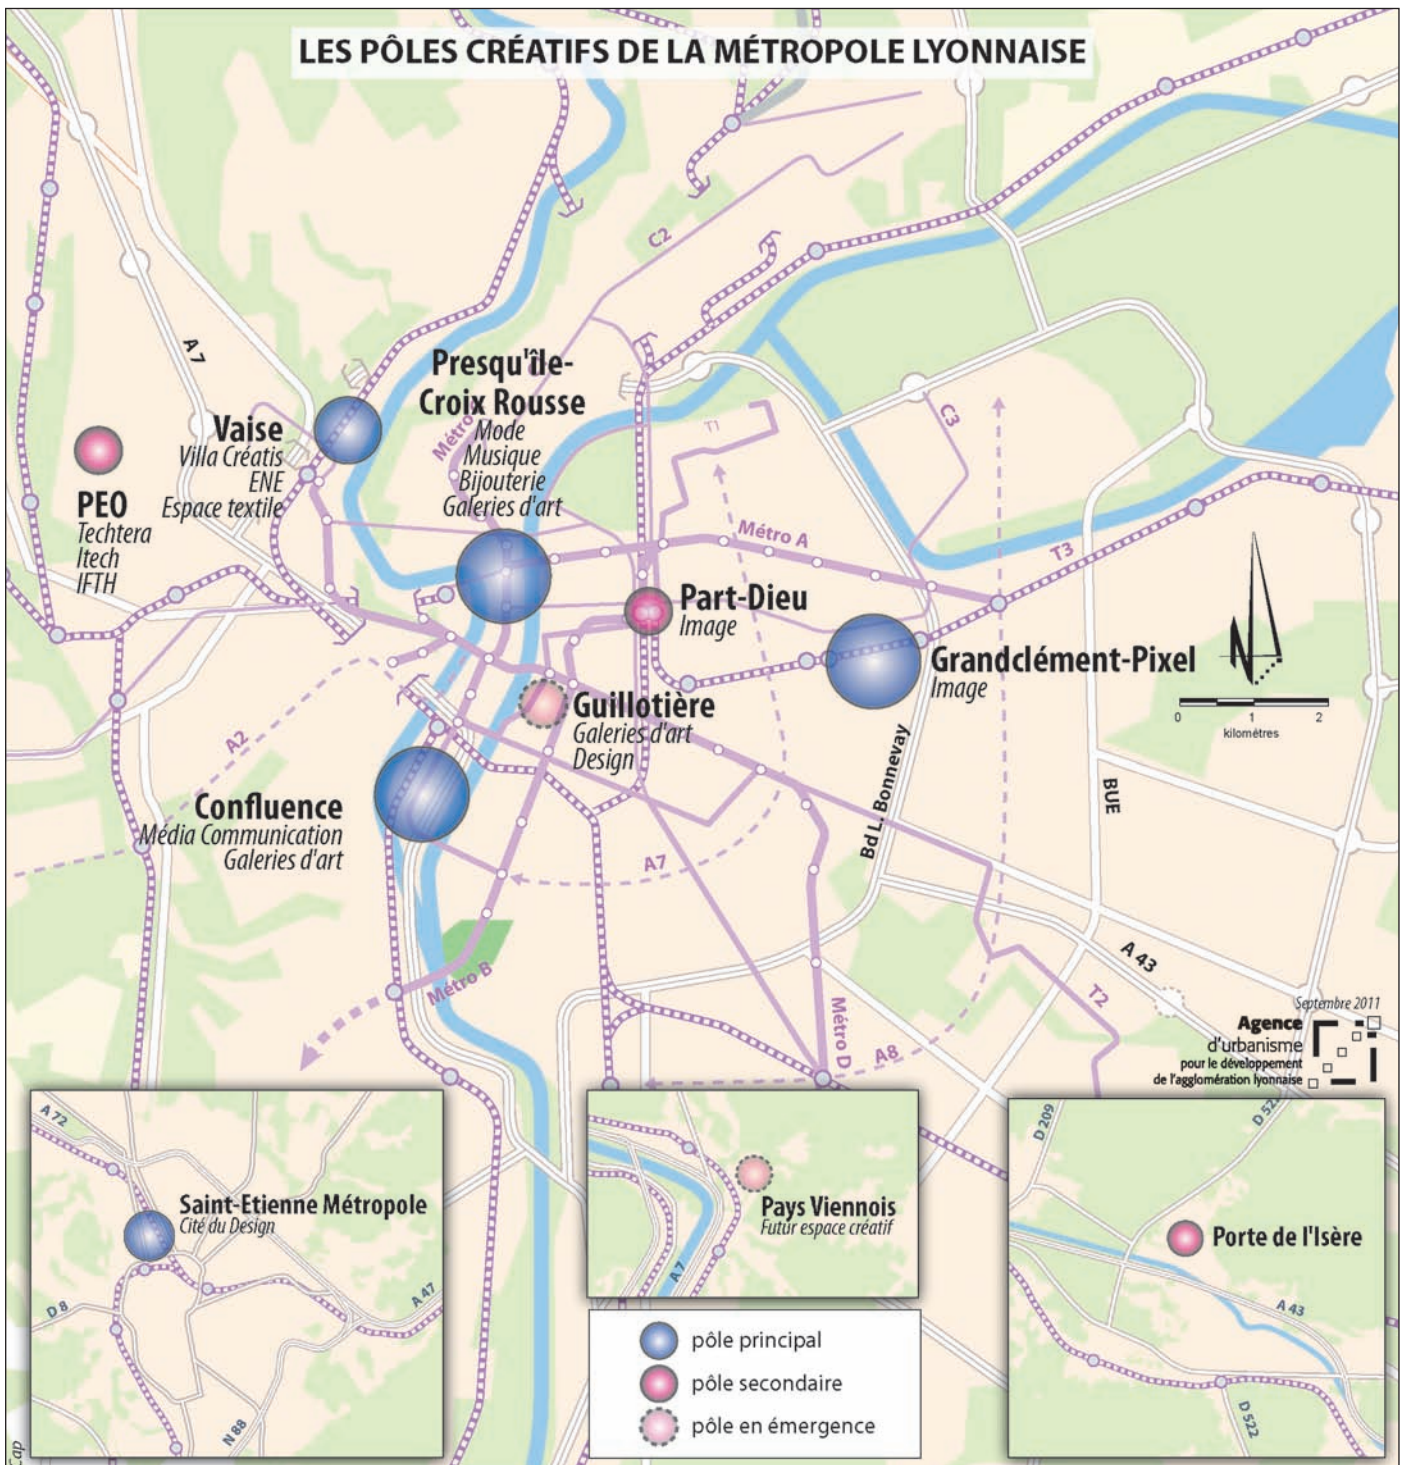 LES PÔLES CRÉATIFS DE LA MÉTROPOLE LYONNAISE
C2
A 7
Presqu'île-
Croix Rousse
Mode
Musique
Bijouterie
Galeries d'art
Métro
Vaise
Villa Créatis
ENE
Espace textile
PEO
Techtera
Itech
IFTH
T1
C3
Métro A
T3
Part-Dieu
Image
Grandclément-Pixel
Image
N
0 1 2
kilométres
Guillotière
Galeries d'art
Design
A2
Confluence
Média Communication
Galeries d'art
A7
Bd L. Bonnevay
BUE
A 43
Métro B
Métro D
A8
T2
Septembre 2011
Agence
d'urbanisme
pour le développement
de l'agglomération lyonnaise
A 72
Saint-Etienne Métropole
Cité du Design
D 8
A 47
N 88
Pays Viennois
Futur espace créatif
A 7
D 209
D 522
Porte de l'Isère
A 43
D 522
pôle principal
pôle secondaire
pôle en émergence
Cap